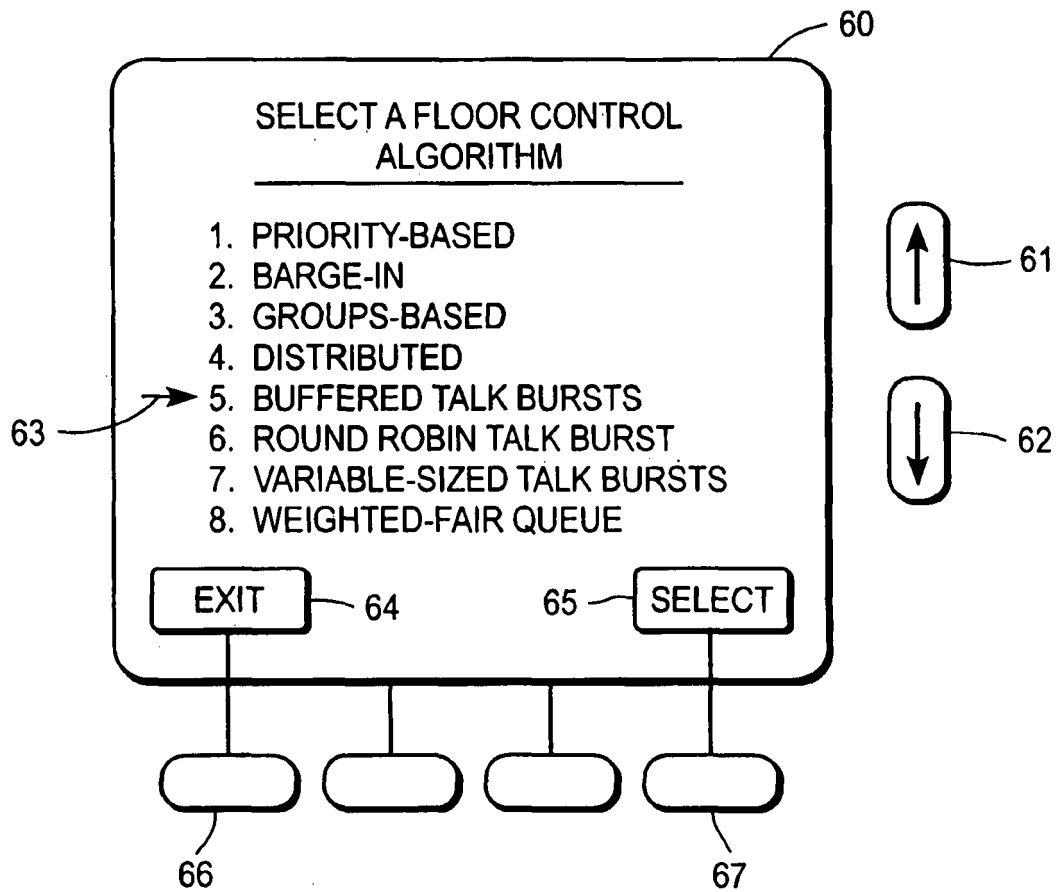 60
SELECT A FLOOR CONTROL
ALGORITHM
1. PRIORITY-BASED
2. BARGE-IN
3. GROUPS-BASED
4. DISTRIBUTED
5. BUFFERED TALK BURSTS
6. ROUND ROBIN TALK BURST
7. VARIABLE-SIZED TALK BURSTS
8. WEIGHTED-FAIR QUEUE
61
63
62
EXIT
64
65
SELECT
66
67